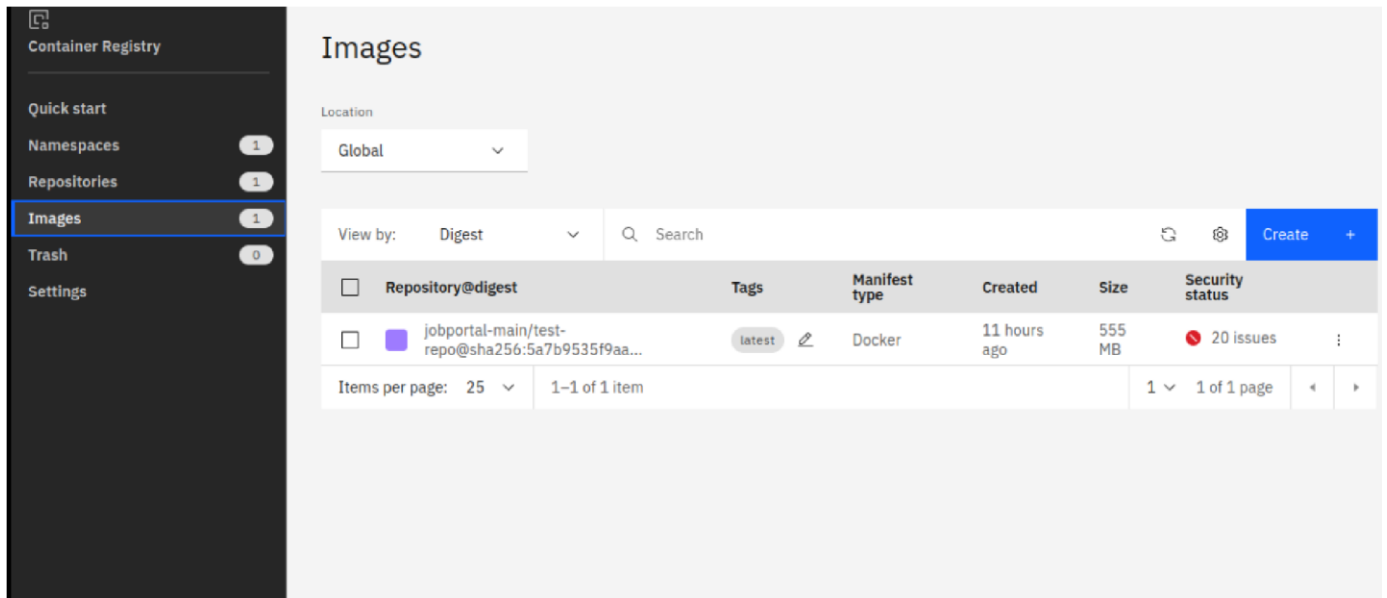 Container Registry
Quick start
Namespaces 1
Repositories 1
Images 1
Trash 0
Settings
Images
Location
Global
View by: Digest Search Create +
Repository@digest Tags Manifest type Created Size Security status
jobportal-main/test-
repo@sha256:5a7b9535f9aa... latest Docker 11 hours ago 555 MB 20 issues
Items per page: 25 1–1 of 1 item 1 1 of 1 page